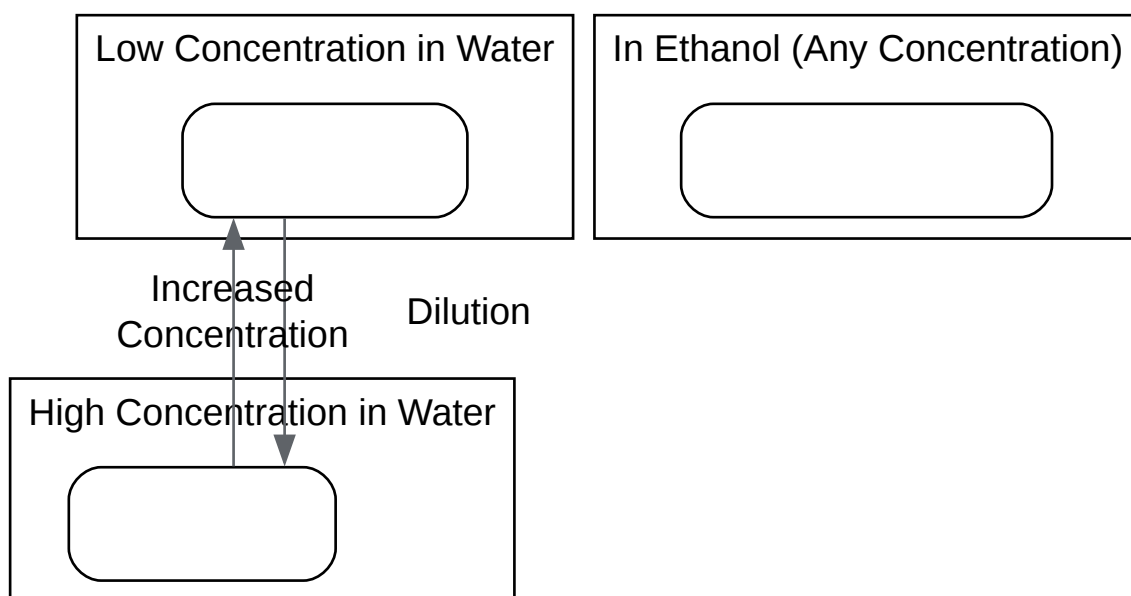 Low Concentration in Water
In Ethanol (Any Concentration)
Increased
Concentration
Dilution
High Concentration in Water